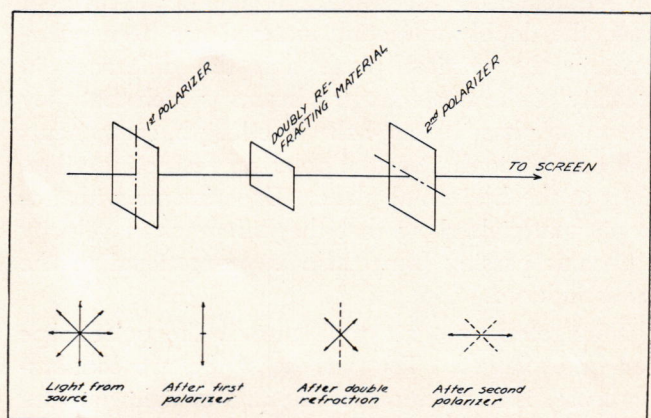 1st POLARIZER
DOUBLY RE-
FRACTING MATERIAL
2nd POLARIZER
TO SCREEN
Light from
source
After first
polarizer
After double
refraction
After second
polarizer